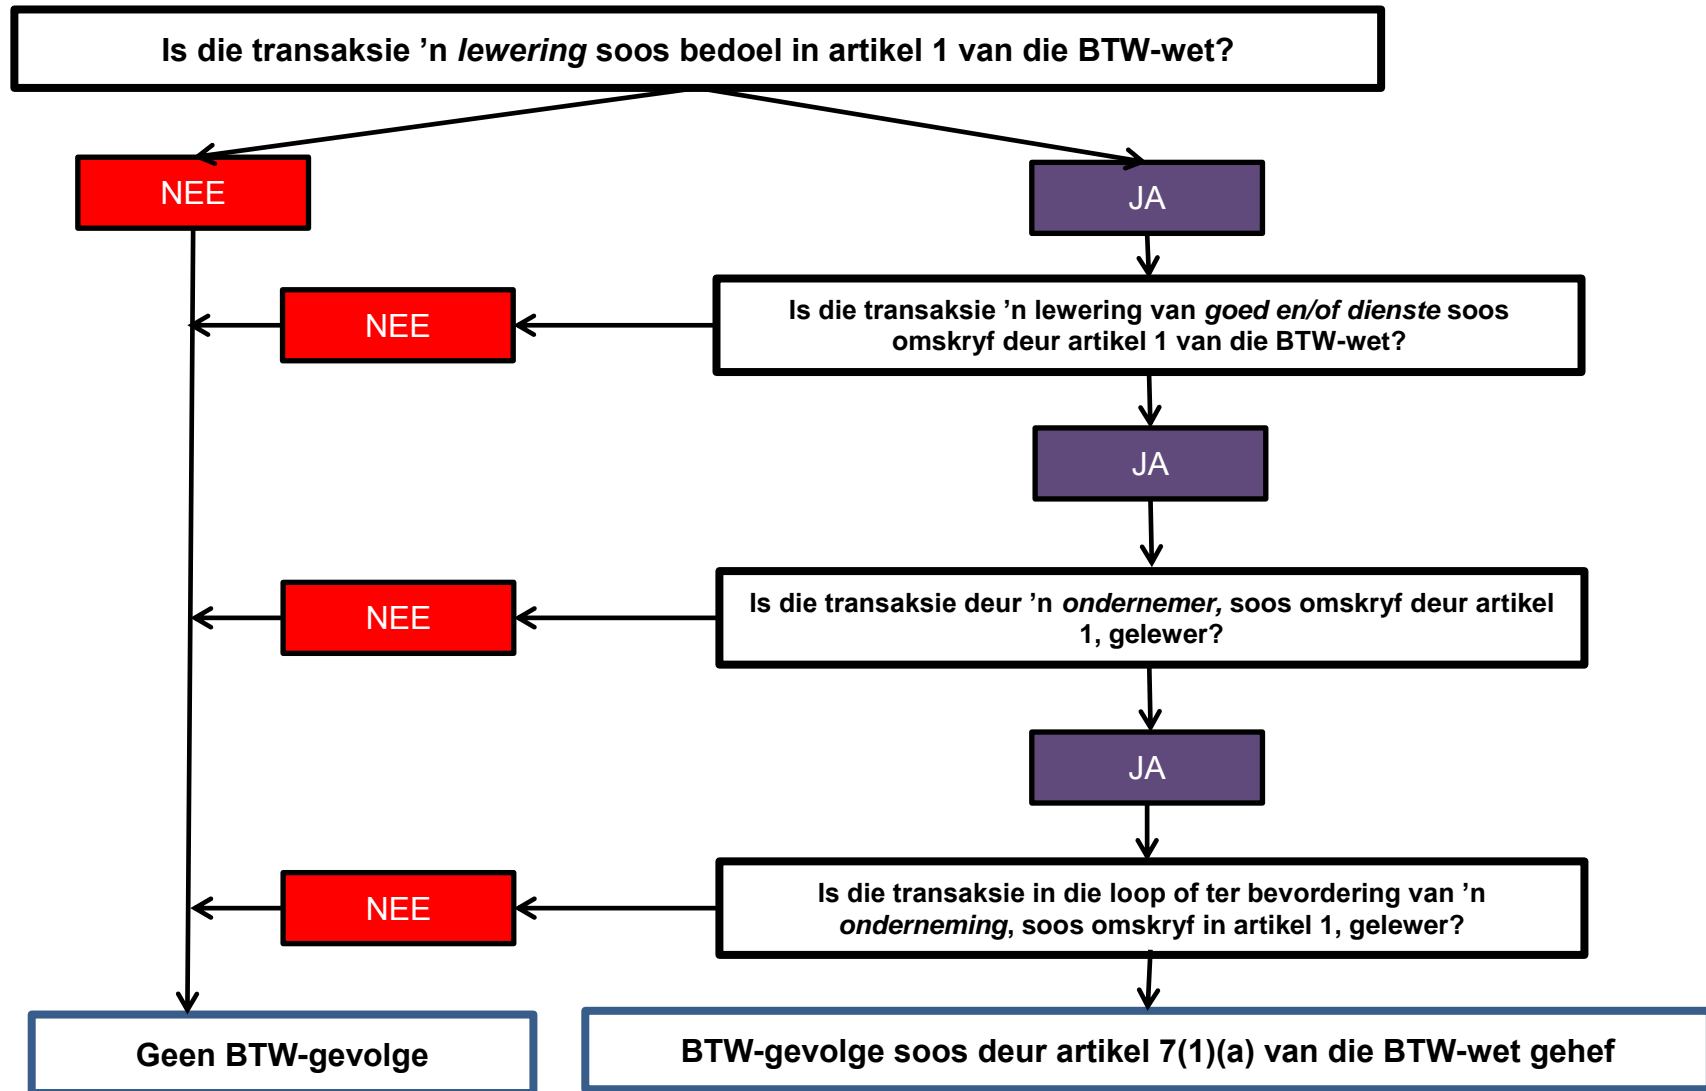 Is die transaksie ’n lewering soos bedoel in artikel 1 van die BTW-wet?
NEE
JA
Is die transaksie ’n lewering van goed en/of dienste soos
omskryf deur artikel 1 van die BTW-wet?
NEE
JA
Is die transaksie deur ’n ondernemer, soos omskryf deur artikel
1, gelewer?
NEE
JA
Is die transaksie in die loop of ter bevordering van ’n
onderneming, soos omskryf in artikel 1, gelewer?
NEE
Geen BTW-gevolge
BTW-gevolge soos deur artikel 7(1)(a) van die BTW-wet gehef